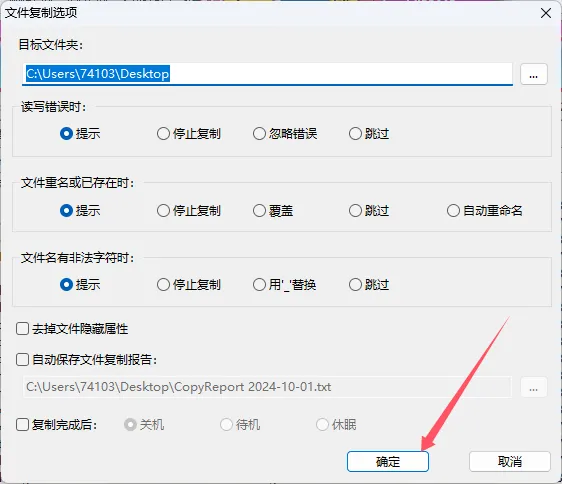 文件复制选项
目标文件夹:
C:\Users\74103\Desktop
...
读写错误时:
提示 停止复制 忽略错误 跳过
文件重名或已存在时:
提示 停止复制 覆盖 跳过 自动重命名
文件名有非法字符时:
提示 停止复制 用'_'替换 跳过
去掉文件隐藏属性
自动保存文件复制报告:
C:\Users\74103\Desktop\CopyReport 2024-10-01.txt
...
复制完成后: 关机 待机 休眠
确定 取消